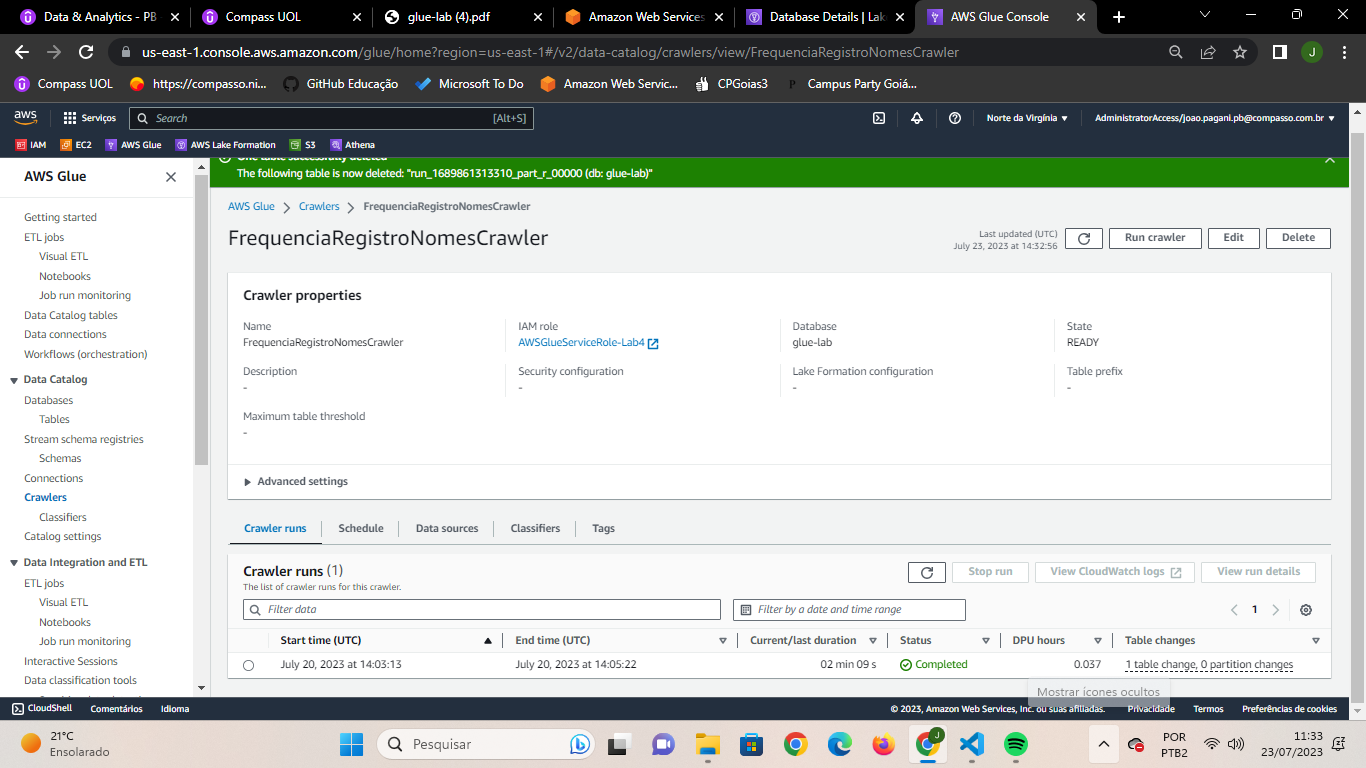 Data & Analytics - PB
Compass UOL
glue-lab (4).pdf
Amazon Web Services
Database Details | Lak
AWS Glue Console
us-east-1.console.aws.amazon.com/glue/home?region=us-east-1#/v2/data-catalog/crawlers/view/FrequenciaRegistroNomesCrawler
J
Compass UOL
https://compasso.ni...
GitHub Educação
Microsoft To Do
Amazon Web Servic...
CPGoias3
P Campus Party Goiá...
aws
Serviços
Search
[Alt+S]
Norte da Virgínia
AdministratorAccess/joao.pagani.pb@compasso.com.br
IAM
EC2
AWS Glue
AWS Lake Formation
S3
Athena
AWS Glue
Getting started
ETL jobs
Visual ETL
Notebooks
Job run monitoring
Data Catalog tables
Data connections
Workflows (orchestration)
Data Catalog
Databases
Tables
Stream schema registries
Schemas
Connections
Crawlers
Classifiers
Catalog settings
Data Integration and ETL
ETL jobs
Visual ETL
Notebooks
Job run monitoring
Interactive Sessions
Data classification tools
One table successfully deleted
The following table is now deleted: "run_1689861313310_part_r_00000 (db: glue-lab)"
AWS Glue
Crawlers
FrequenciaRegistroNomesCrawler
FrequenciaRegistroNomesCrawler
Last updated (UTC)
July 23, 2023 at 14:32:56
Run crawler
Edit
Delete
Crawler properties
Name
FrequenciaRegistroNomesCrawler
IAM role
AWSGlueServiceRole-Lab4
Database
glue-lab
State
READY
Description
-
Security configuration
-
Lake Formation configuration
-
Table prefix
-
Maximum table threshold
-
Advanced settings
Crawler runs
Schedule
Data sources
Classifiers
Tags
Crawler runs (1)
The list of crawler runs for this crawler.
Stop run
View CloudWatch logs
View run details
Filter data
Filter by a date and time range
1
Start time (UTC)
End time (UTC)
Current/last duration
Status
DPU hours
Table changes
July 20, 2023 at 14:03:13
July 20, 2023 at 14:05:22
02 min 09 s
Completed
0.037
1 table change, 0 partition changes
Mostrar ícones ocultos
CloudShell
Comentários
Idioma
© 2023, Amazon Web Services, Inc. ou suas afiliadas.
Privacidade
Termos
Preferências de cookies
21°C
Ensolarado
Pesquisar
J
POR
PTB2
11:33
23/07/2023